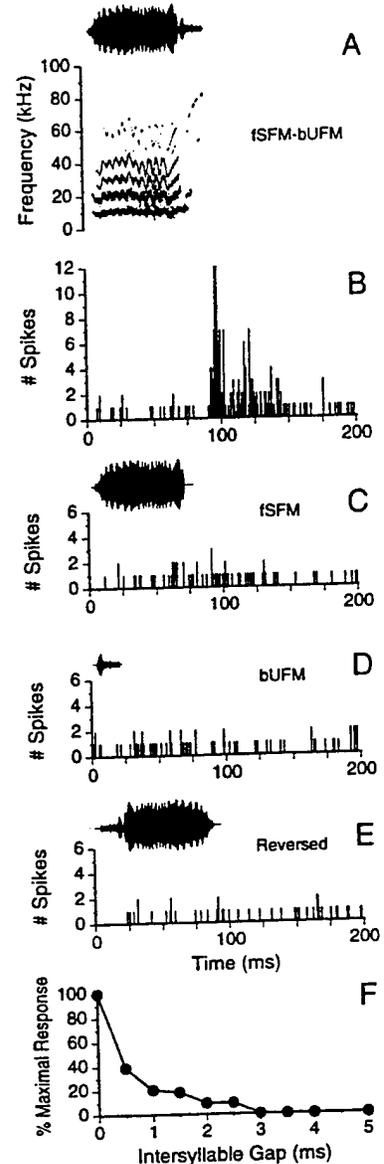 A
100
80
60
40
20
0
Frequency (kHz)
fSFM-bUFM
B
12
10
8
6
4
2
0
# Spikes
0 100 200
C
fSFM
6
4
2
0
# Spikes
0 100 200
D
bUFM
6
4
2
0
# Spikes
0 100 200
E
Reversed
6
4
2
0
# Spikes
0 100 200
Time (ms)
F
100
80
60
40
20
0
% Maximal Response
0 1 2 3 4 5
Intersyllable Gap (ms)